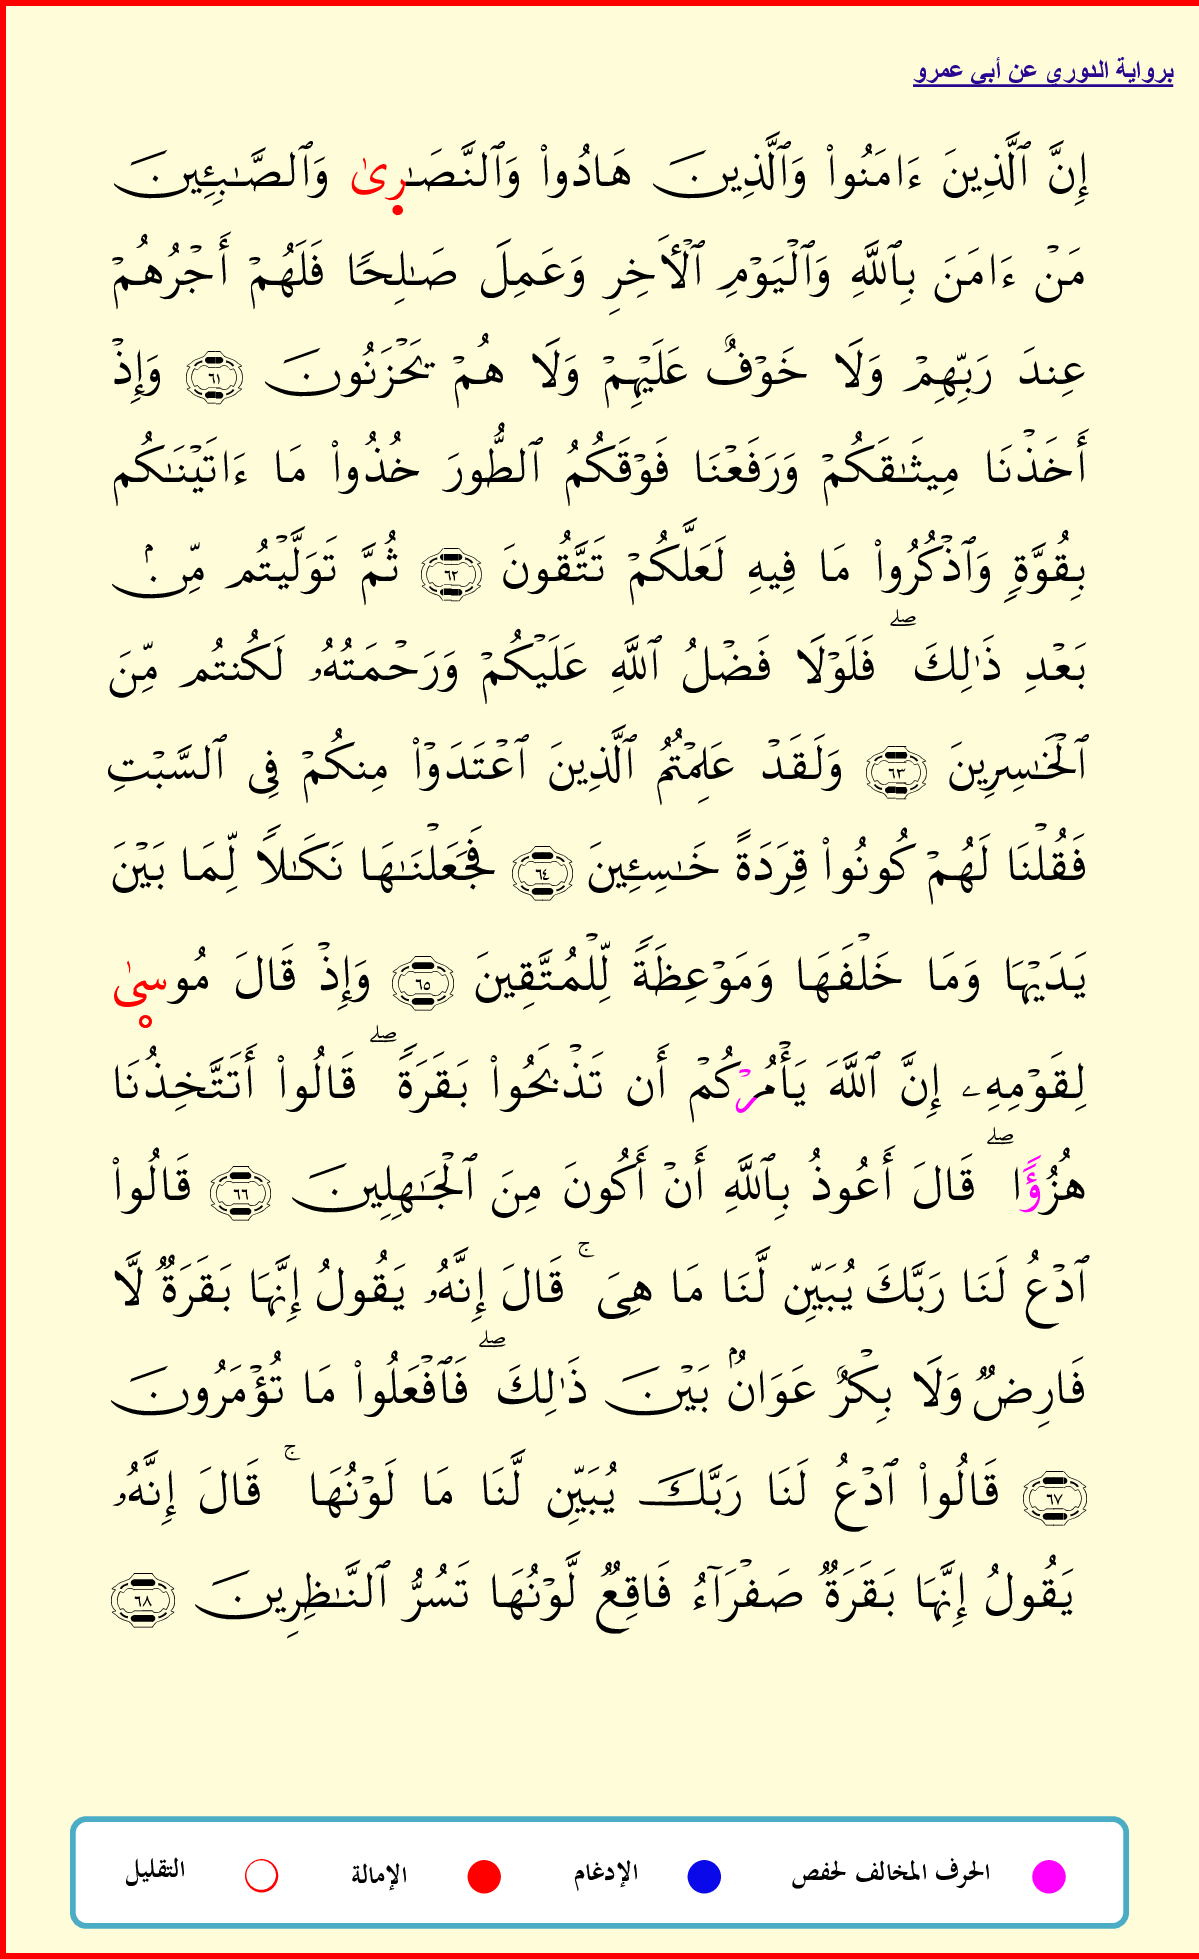 برواية الدوري عن أبي عمرو
إِنَّ ٱلَّذِينَ ءَامَنُوا۟ وَٱلَّذِينَ هَادُوا۟ وَٱلنَّصَٰرِىٰ وَٱلصَّٰبِـِٔينَ
مَنْ ءَامَنَ بِٱللَّهِ وَٱلْيَوْمِ ٱلْأَخِرِ وَعَمِلَ صَٰلِحًا فَلَهُمْ أَجْرُهُمْ
عِندَ رَبِّهِمْ وَلَا خَوْفٌ عَلَيْهِمْ وَلَا هُمْ يَحْزَنُونَ ٦١ وَإِذْ
أَخَذْنَا مِيثَٰقَكُمْ وَرَفَعْنَا فَوْقَكُمُ ٱلطُّورَ خُذُوا۟ مَا ءَاتَيْنَٰكُم
بِقُوَّةٍ وَٱذْكُرُوا۟ مَا فِيهِ لَعَلَّكُمْ تَتَّقُونَ ٦٢ ثُمَّ تَوَلَّيْتُم مِّنۢ
بَعْدِ ذَٰلِكَ ۖ فَلَوْلَا فَضْلُ ٱللَّهِ عَلَيْكُمْ وَرَحْمَتُهُۥ لَكُنتُم مِّنَ
ٱلْخَٰسِرِينَ ٦٣ وَلَقَدْ عَلِمْتُمُ ٱلَّذِينَ ٱعْتَدَوْا۟ مِنكُمْ فِى ٱلسَّبْتِ
فَقُلْنَا لَهُمْ كُونُوا۟ قِرَدَةً خَٰسِـِٔينَ ٦٤ فَجَعَلْنَٰهَا نَكَٰلًا لِّمَا بَيْنَ
يَدَيْهَا وَمَا خَلْفَهَا وَمَوْعِظَةً لِّلْمُتَّقِينَ ٦٥ وَإِذْ قَالَ مُوسِىٰ
لِقَوْمِهِۦ إِنَّ ٱللَّهَ يَأْمُرْكُمْ أَن تَذْبَحُوا۟ بَقَرَةً ۖ قَالُوا۟ أَتَتَّخِذُنَا
هُزُؤًا ۖ قَالَ أَعُوذُ بِٱللَّهِ أَنْ أَكُونَ مِنَ ٱلْجَٰهِلِينَ ٦٦ قَالُوا۟
ٱدْعُ لَنَا رَبَّكَ يُبَيِّن لَّنَا مَا هِىَ ۚ قَالَ إِنَّهُۥ يَقُولُ إِنَّهَا بَقَرَةٌ لَّا
فَارِضٌ وَلَا بِكْرٌ عَوَانٌۢ بَيْنَ ذَٰلِكَ ۖ فَٱفْعَلُوا۟ مَا تُؤْمَرُونَ
٦٧ قَالُوا۟ ٱدْعُ لَنَا رَبَّكَ يُبَيِّن لَّنَا مَا لَوْنُهَا ۚ قَالَ إِنَّهُۥ
يَقُولُ إِنَّهَا بَقَرَةٌ صَفْرَآءُ فَاقِعٌ لَّوْنُهَا تَسُرُّ ٱلنَّٰظِرِينَ ٦٨
الحرف المخالف لحفص الإدغام الإمالة التقليل